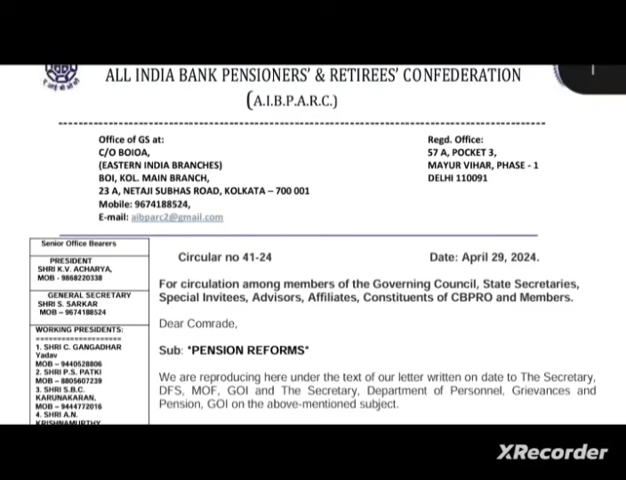 ALL INDIA BANK PENSIONERS' & RETIREES' CONFEDERATION
(A.I.B.P.A.R.C.)
Office of GS at:
C/O BOIOA,
(EASTERN INDIA BRANCHES)
BOI, KOL. MAIN BRANCH,
23 A, NETAJI SUBHAS ROAD, KOLKATA – 700 001
Mobile: 9674188524,
E-mail: aibparc2@gmail.com
Regd. Office:
57 A, POCKET 3,
MAYUR VIHAR, PHASE - 1
DELHI 110091
Senior Office Bearers
PRESIDENT
SHRI K.V. ACHARYA,
MOB - 9868220338
GENERAL SECRETARY
SHRI S. SARKAR
MOB – 9674188524
WORKING PRESIDENTS:
====================
1. SHRI C. GANGADHAR
Yadav
MOB – 9440528806
2. SHRI P.S. PATKI
MOB – 8805607239
3. SHRI S.B.C.
KARUNAKARAN,
MOB – 9444772016
4. SHRI A.N.
KRISHNAMURTHY
Circular no 41-24
Date: April 29, 2024.
For circulation among members of the Governing Council, State Secretaries,
Special Invitees, Advisors, Affiliates, Constituents of CBPRO and Members.
Dear Comrade,
Sub: *PENSION REFORMS*
We are reproducing here under the text of our letter written on date to The Secretary,
DFS, MOF, GOI and The Secretary, Department of Personnel, Grievances and
Pension, GOI on the above-mentioned subject.
XRecorder